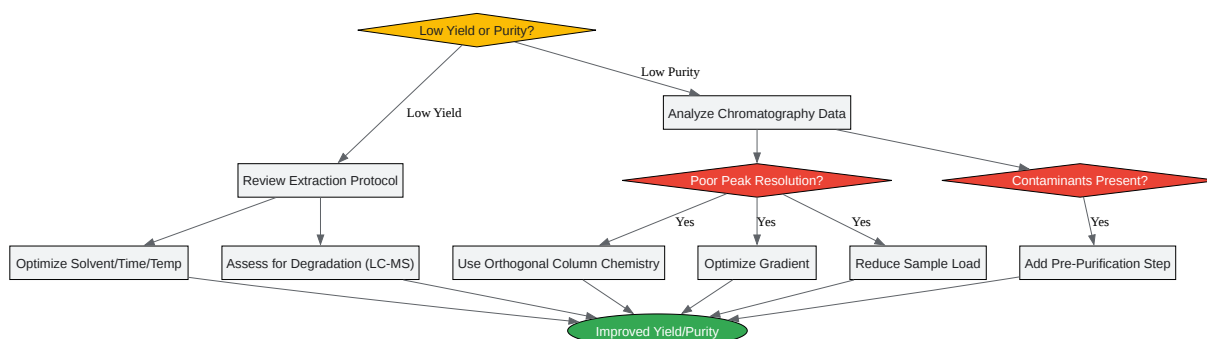 Low Yield or Purity?
Low Purity
Low Yield
Analyze Chromatography Data
Review Extraction Protocol
Poor Peak Resolution?
Contaminants Present?
Yes
Yes
Yes
Yes
Optimize Solvent/Time/Temp
Assess for Degradation (LC-MS)
Use Orthogonal Column Chemistry
Optimize Gradient
Reduce Sample Load
Add Pre-Purification Step
Improved Yield/Purity